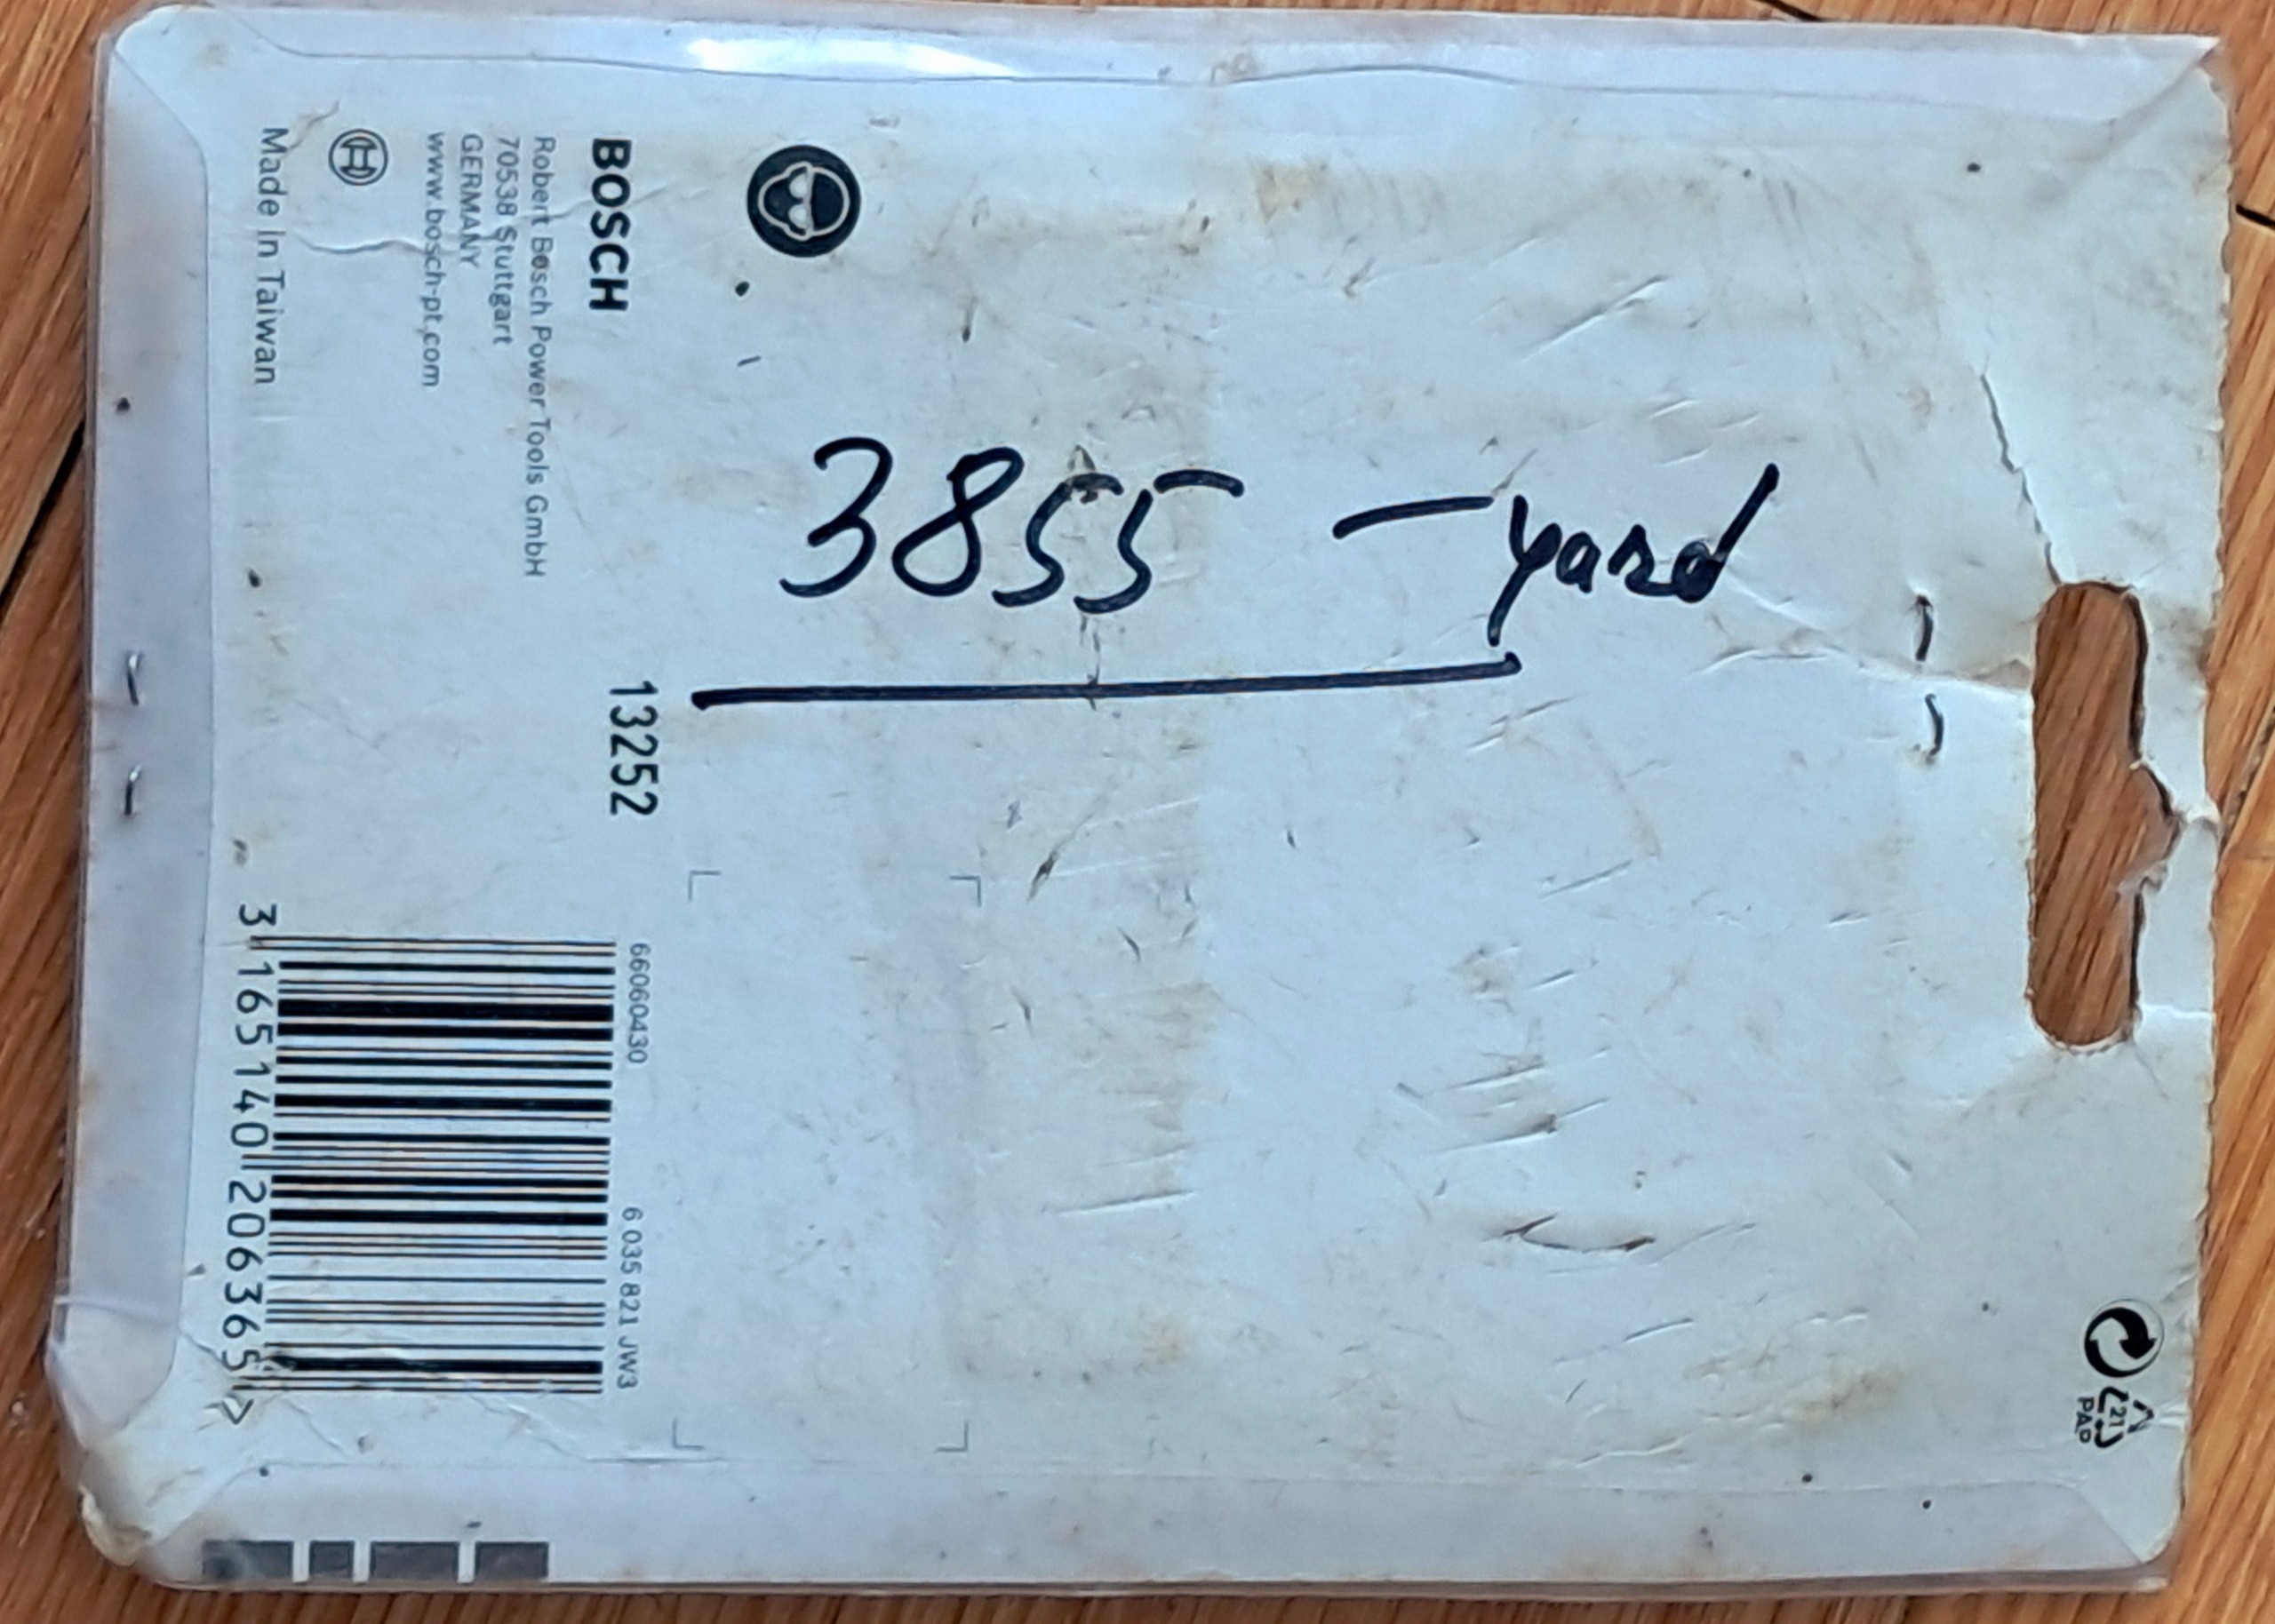 3855 — yard
BOSCH
Robert Bosch Power Tools GmbH
70538 Stuttgart
GERMANY
www.bosch-pt.com
Made in Taiwan
13252
66060430
6 035 821 JW3
3 165140 206365 >
21
PAP